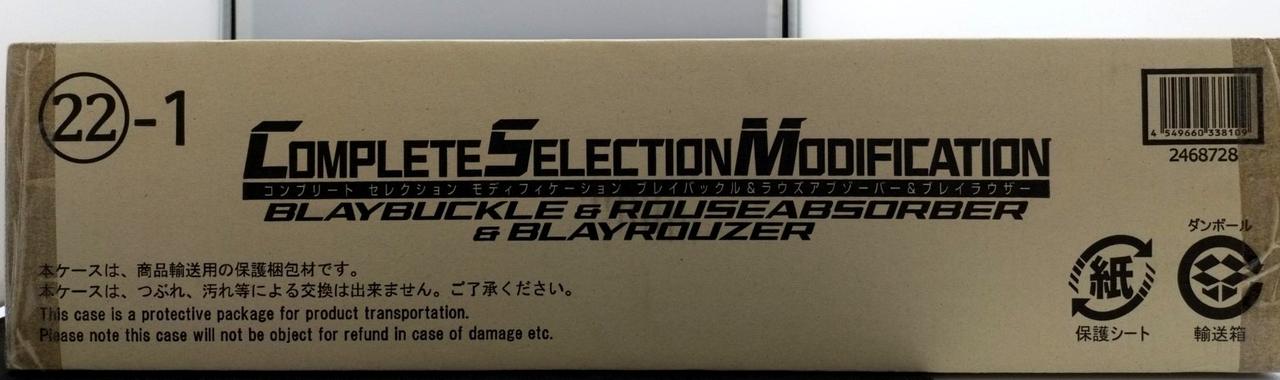 22-1
COMPLETE SELECTION MODIFICATION
コンプリート セレクション モディフィケーション ブレイバックル&ラウズアブゾーバー&ブレイラウザー
BLAYBUCKLE & ROUSEABSORBER
& BLAYROUZER
4 549660 338109
2468728
本ケースは、商品輸送用の保護梱包材です。
本ケースは、つぶれ、汚れ等による交換は出来ません。ご了承ください。
This case is a protective package for product transportation.
Please note this case will not be object for refund in case of damage etc.
紙
保護シート
ダンボール
輸送箱